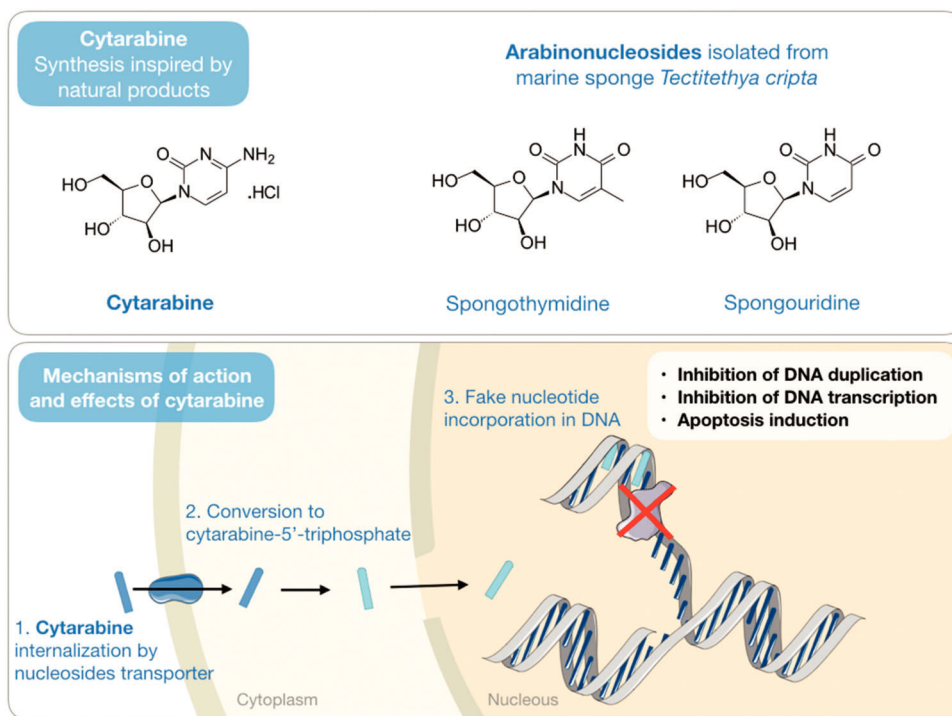 Cytarabine
Synthesis inspired by
natural products
Arabinonucleosides isolated from
marine sponge Tectitethya cripta
O
N
NH2
HO
O
N
.HCl
HO
OH
O
H
N
O
HO
O
N
HO
OH
O
H
N
O
HO
O
N
HO
OH
Cytarabine
Spongothymidine
Spongouridine
Mechanisms of action
and effects of cytarabine
3. Fake nucleotide
incorporation in DNA
· Inhibition of DNA duplication
· Inhibition of DNA transcription
· Apoptosis induction
2. Conversion to
cytarabine-5’-triphosphate
1. Cytarabine
internalization by
nucleosides transporter
Cytoplasm
Nucleous